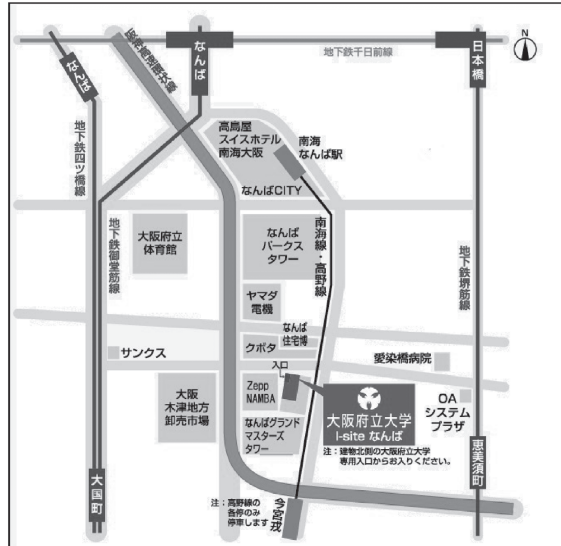 N
なんば
阪神高速環状線
なんば
地下鉄千日前線
日本橋
高島屋
スイスホテル
南海大阪
南海
なんば駅
なんばCITY
地下鉄四ツ橋線
地下鉄御堂筋線
大阪府立
体育館
なんば
パークス
タワー
南海線・高野線
地下鉄堺筋線
ヤマダ
電機
なんば
住宅博
クボタ
サンクス
入口
愛染橋病院
大阪
木津地方
卸売市場
Zepp
NAMBA
大阪府立大学
I-site なんば
OA
システム
プラザ
なんばグランド
マスターズ
タワー
注：建物北側の大阪府立大学
専用入口からお入りください。
大国町
恵美須町
注：高野線の
各停のみ
停車します
今宮戎